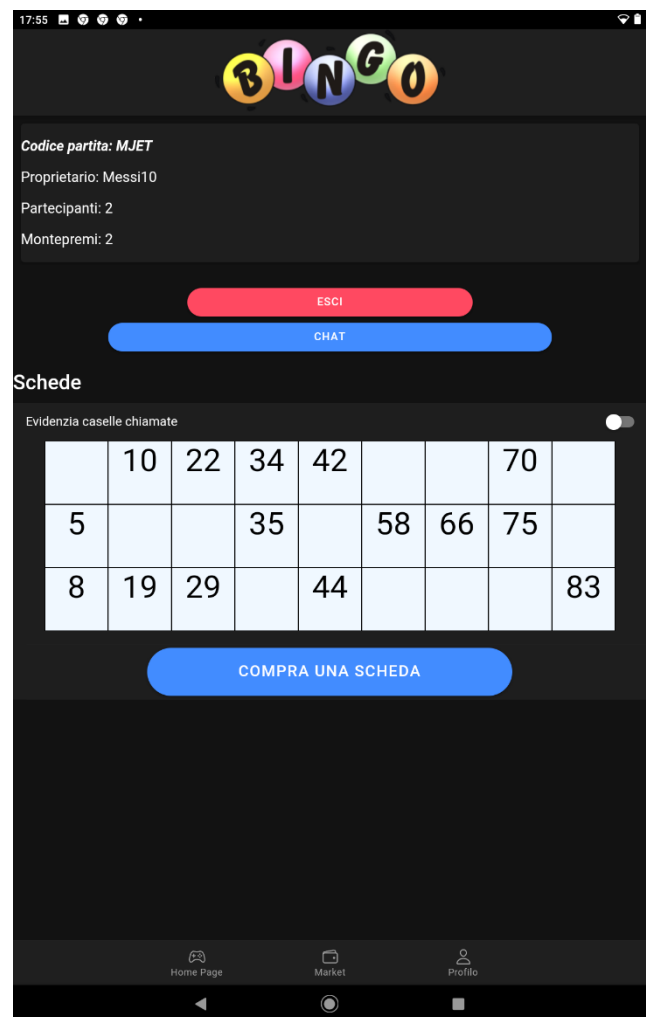 17:55
BINGO
Codice partita: MJET
Proprietario: Messi10
Partecipanti: 2
Montepremi: 2
ESCI
CHAT
Schede
Evidenzia caselle chiamate
10 22 34 42 70
5 35 58 66 75
8 19 29 44 83
COMPRA UNA SCHEDA
Home Page Market Profilo